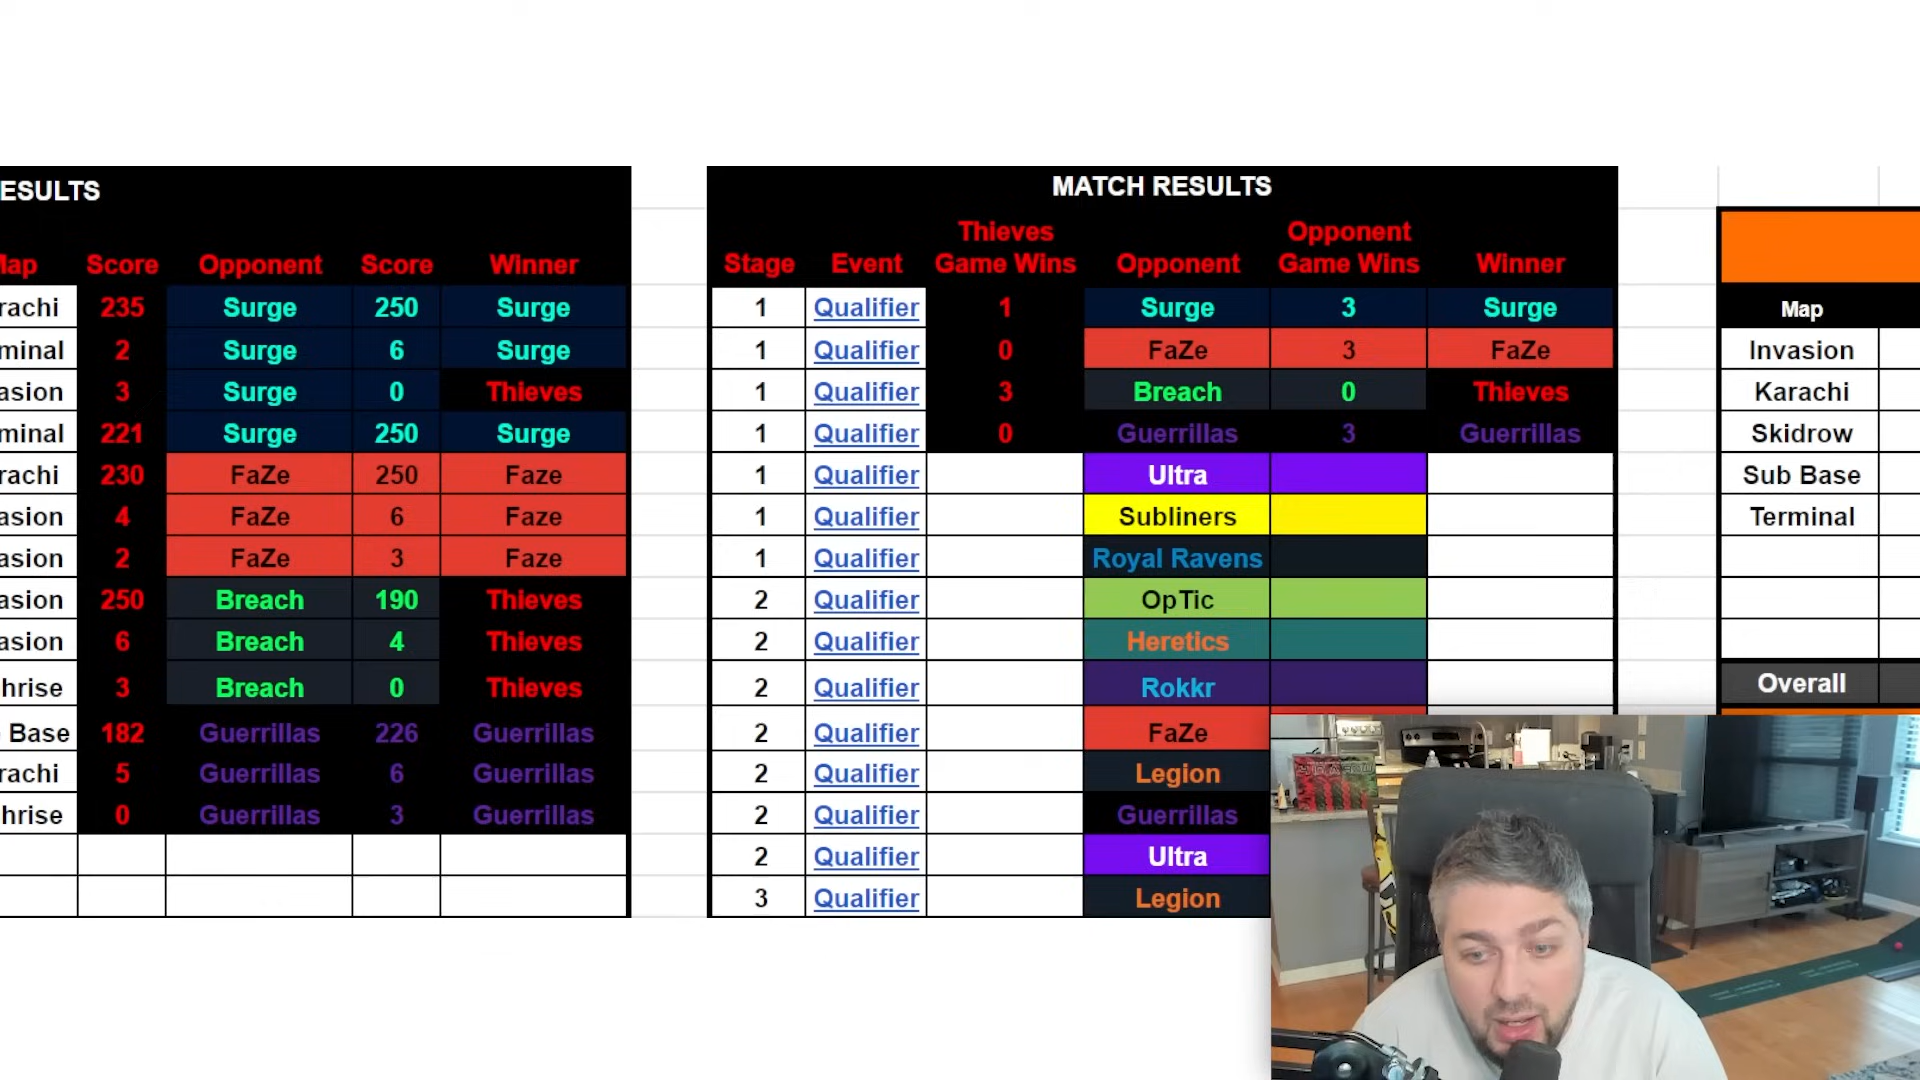 ESULTS
Map Score Opponent Score Winner
rachi 235 Surge 250 Surge
minal 2 Surge 6 Surge
asion 3 Surge 0 Thieves
minal 221 Surge 250 Surge
rachi 230 FaZe 250 Faze
asion 4 FaZe 6 Faze
asion 2 FaZe 3 Faze
asion 250 Breach 190 Thieves
asion 6 Breach 4 Thieves
hrise 3 Breach 0 Thieves
Base 182 Guerrillas 226 Guerrillas
rachi 5 Guerrillas 6 Guerrillas
hrise 0 Guerrillas 3 Guerrillas
MATCH RESULTS
Stage Event Thieves Game Wins Opponent Opponent Game Wins Winner
1 Qualifier 1 Surge 3 Surge
1 Qualifier 0 FaZe 3 FaZe
1 Qualifier 3 Breach 0 Thieves
1 Qualifier 0 Guerrillas 3 Guerrillas
1 Qualifier Ultra
1 Qualifier Subliners
1 Qualifier Royal Ravens
2 Qualifier OpTic
2 Qualifier Heretics
2 Qualifier Rokkr
2 Qualifier FaZe
2 Qualifier Legion
2 Qualifier Guerrillas
2 Qualifier Ultra
3 Qualifier Legion
Map
Invasion
Karachi
Skidrow
Sub Base
Terminal
Overall